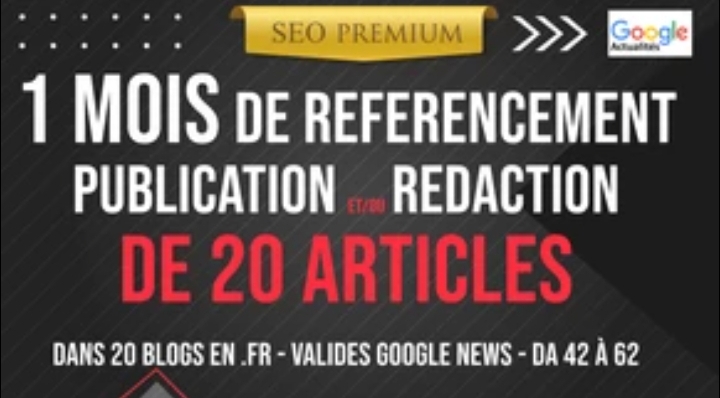 SEO PREMIUM
Google
Actualités
1 MOIS DE REFERENCEMENT
PUBLICATION ET/OU REDACTION
DE 20 ARTICLES
DANS 20 BLOGS EN .FR - VALIDES GOOGLE NEWS - DA 42 À 62